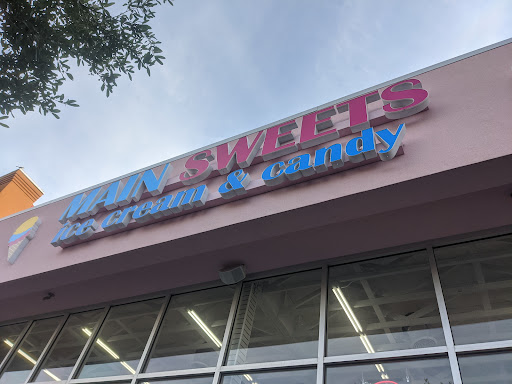 MAIN SWEETS
ice cream & candy